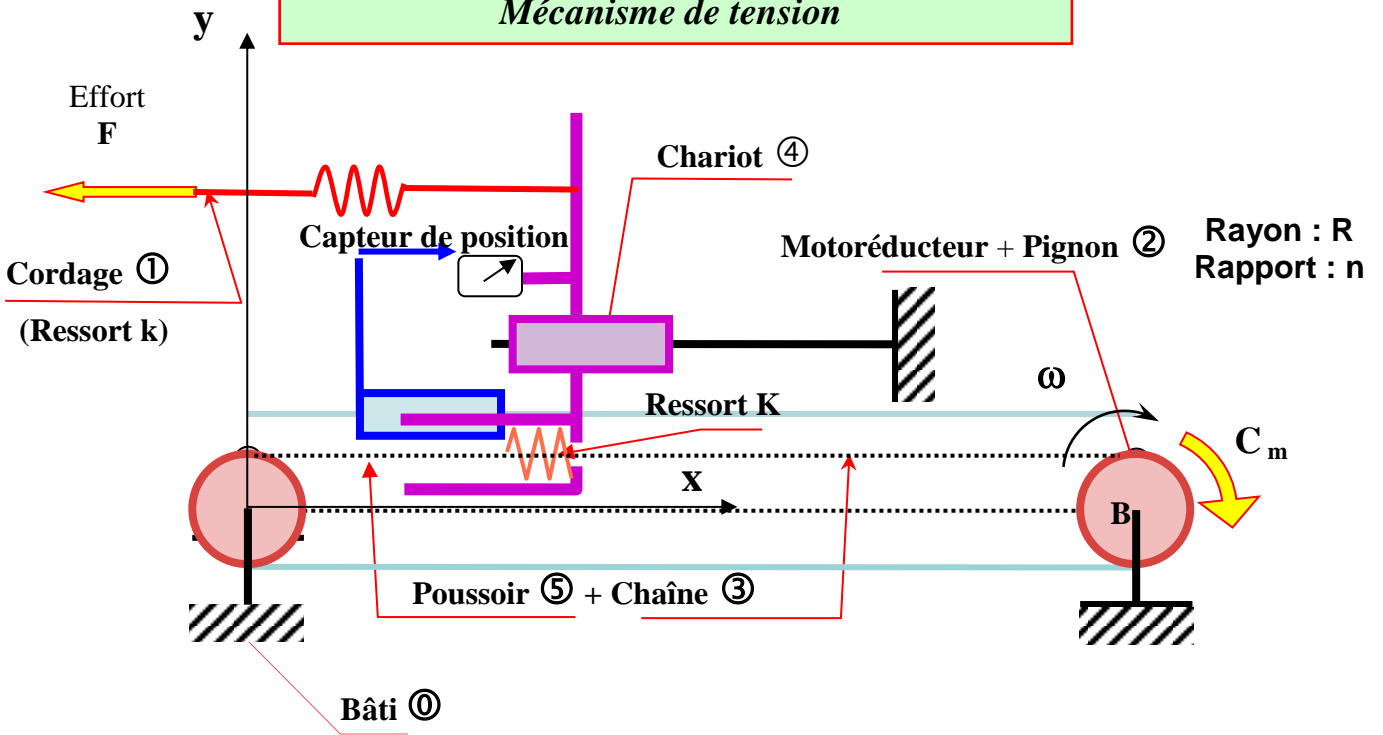 Mécanisme de tension
y
Effort
F
Chariot ④
Capteur de position
Motoréducteur + Pignon ②
Rayon : R
Rapport : n
Cordage ①
(Ressort k)
ω
Ressort K
C m
x
B
Poussoir ⑤ + Chaîne ③
Bâti ⓪